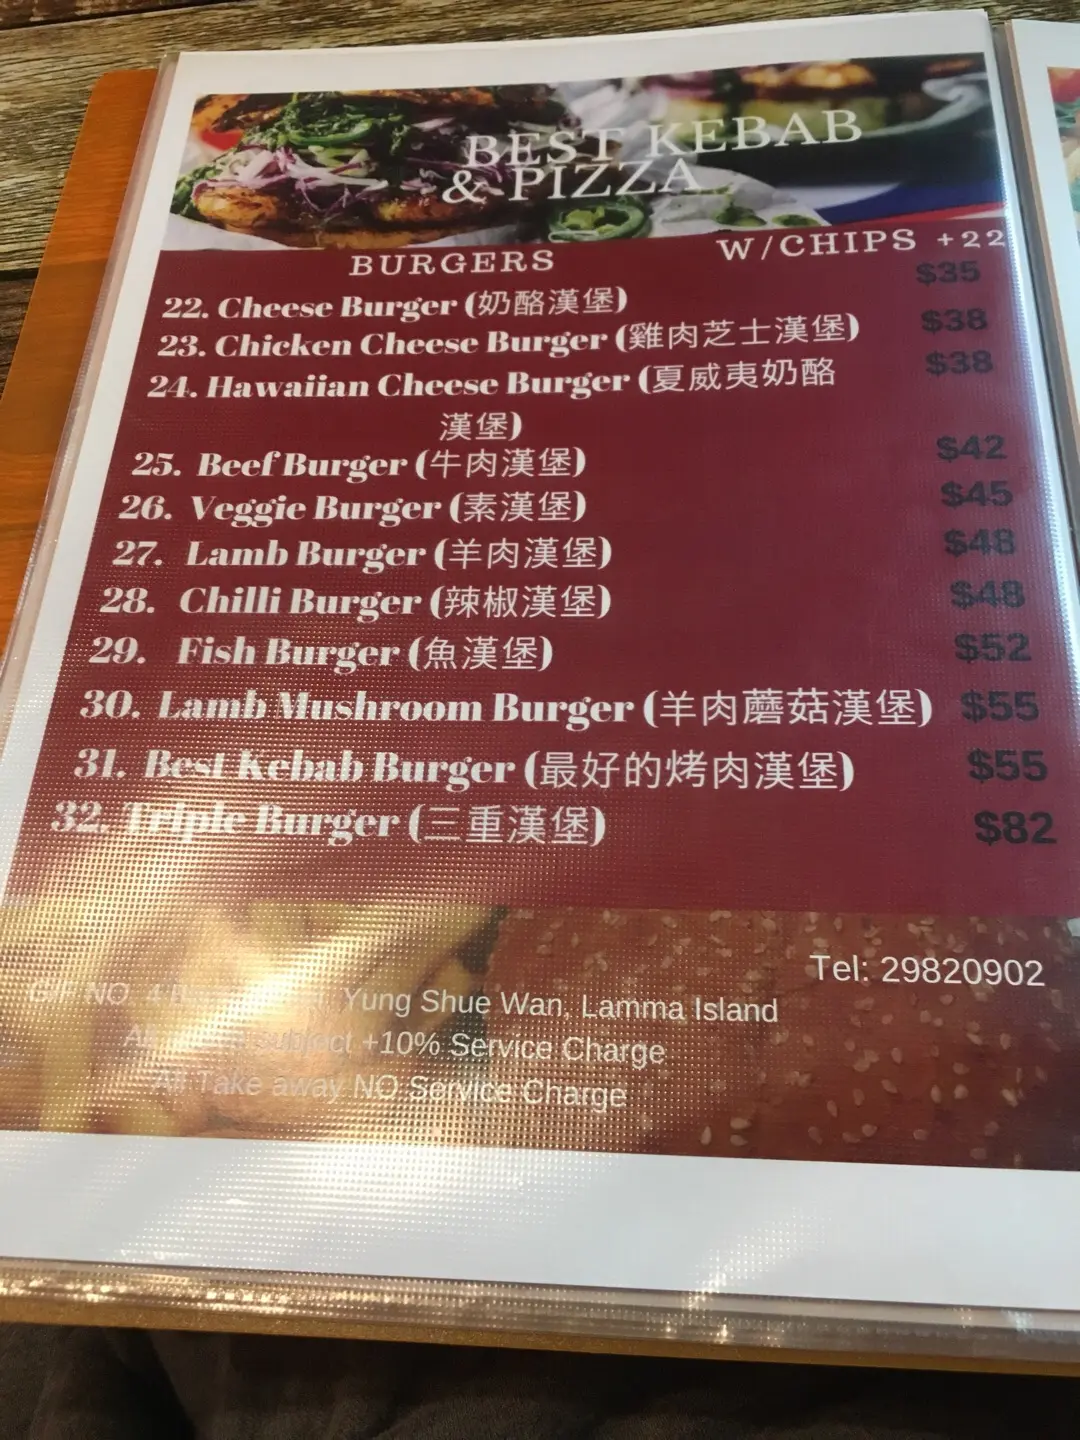 BEST KEBAB
& PIZZA
BURGERS W/CHIPS +22
22. Cheese Burger (奶酪漢堡) $35
23. Chicken Cheese Burger (雞肉芝士漢堡) $38
24. Hawaiian Cheese Burger (夏威夷奶酪 $38
漢堡)
25. Beef Burger (牛肉漢堡) $42
26. Veggie Burger (素漢堡) $45
27. Lamb Burger (羊肉漢堡) $48
28. Chilli Burger (辣椒漢堡) $48
29. Fish Burger (魚漢堡) $52
30. Lamb Mushroom Burger (羊肉蘑菇漢堡) $55
31. Best Kebab Burger (最好的烤肉漢堡) $55
32. Triple Burger (三重漢堡) $82
Tel: 29820902
G/F NO. 4 Yung Shue Wan, Lamma Island
subject +10% Service Charge
All Take away NO Service Charge